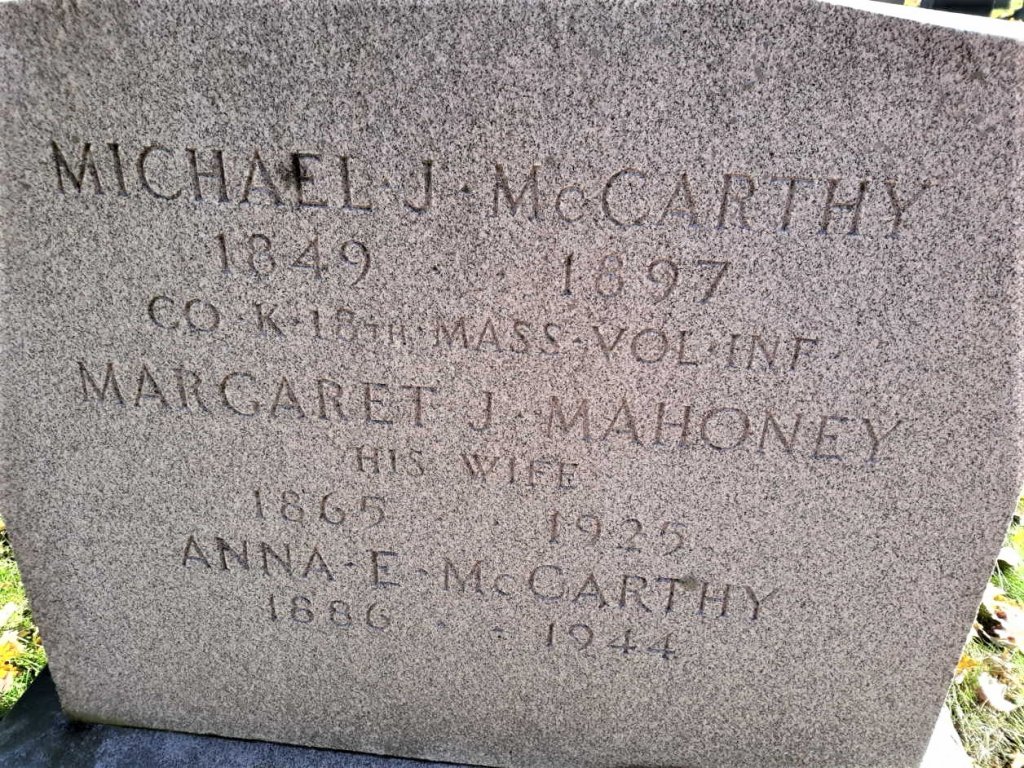 MICHAEL · J · McCARTHY
1849 · · 1897
CO · K · 18TH · MASS · VOL · INF ·
MARGARET J · MAHONEY
HIS WIFE
1865 · · 1925
ANNA · E · McCARTHY
1886 · · 1944